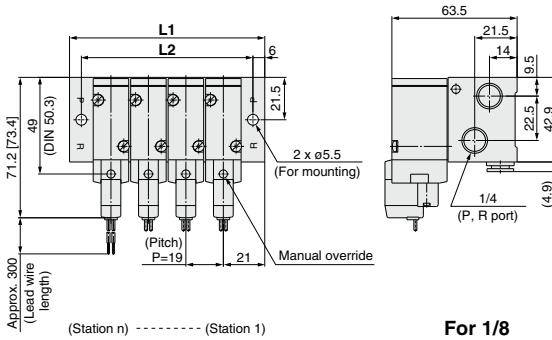 L1
L2
6
P
P
R
R
21.5
49
(DIN 50.3)
71.2 [73.4]
2 x ø5.5
(For mounting)
Manual override
(Pitch)
P=19
21
Approx. 300
(Lead wire
length)
(Station n) ------- (Station 1)
63.5
21.5
14
9.5
22.5
42.9
(4.9)
1/4
(P, R port)
For 1/8